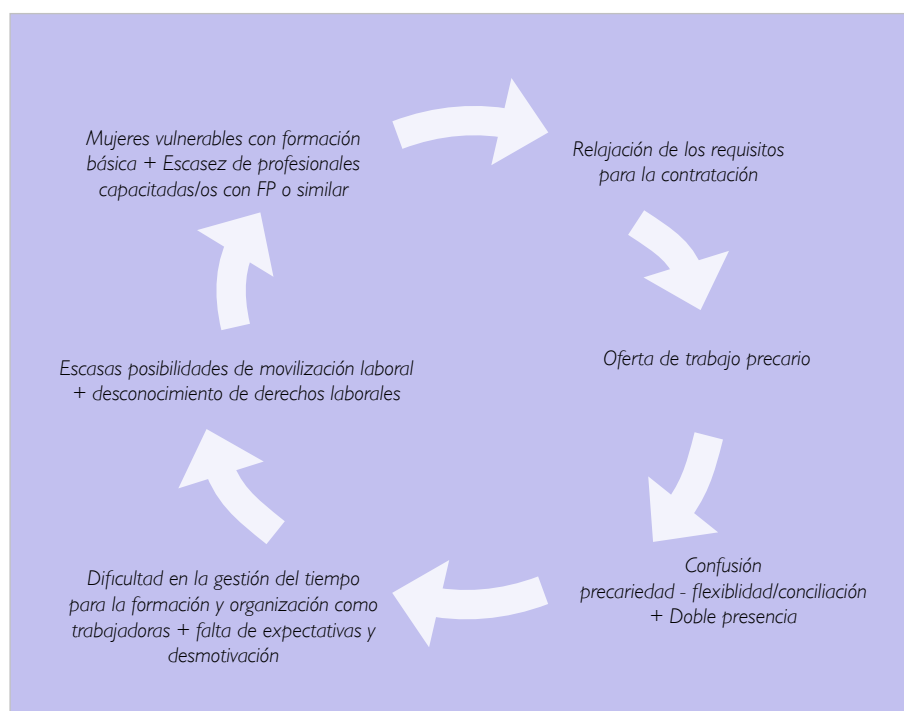 Mujeres vulnerables con formación
básica + Escasez de profesionales
capacitadas/os con FP o similar
Relajación de los requisitos
para la contratación
Oferta de trabajo precario
Confusión
precariedad - flexiblidad/conciliación
+ Doble presencia
Dificultad en la gestión del tiempo
para la formación y organización como
trabajadoras + falta de expectativas y
desmotivación
Escasas posibilidades de movilización laboral
+ desconocimiento de derechos laborales